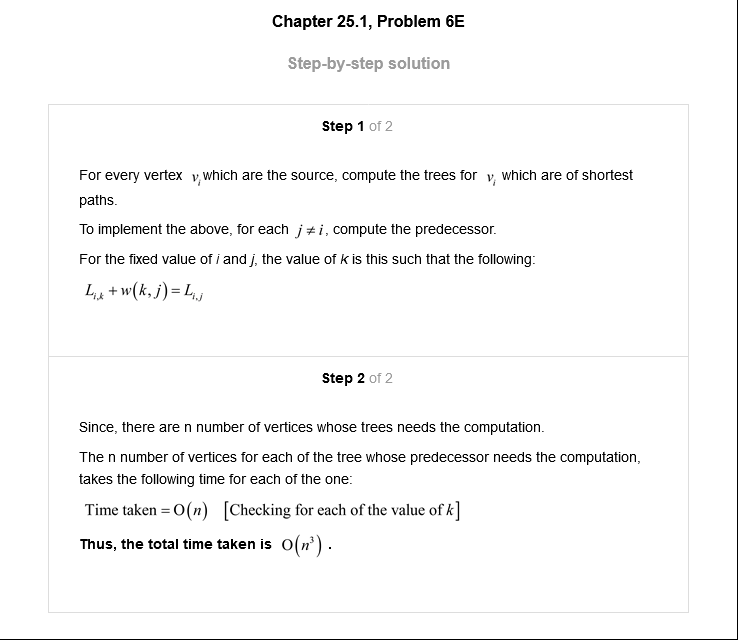 Chapter 25.1, Problem 6E
Step-by-step solution
Step 1 of 2
For every vertex v_i which are the source, compute the trees for v_i which are of shortest
paths.
To implement the above, for each j ≠ i, compute the predecessor.
For the fixed value of i and j, the value of k is this such that the following:
L_{i,k} + w(k, j) = L_{i,j}
Step 2 of 2
Since, there are n number of vertices whose trees needs the computation.
The n number of vertices for each of the tree whose predecessor needs the computation,
takes the following time for each of the one:
Time taken = O(n) [Checking for each of the value of k]
Thus, the total time taken is O(n³) .